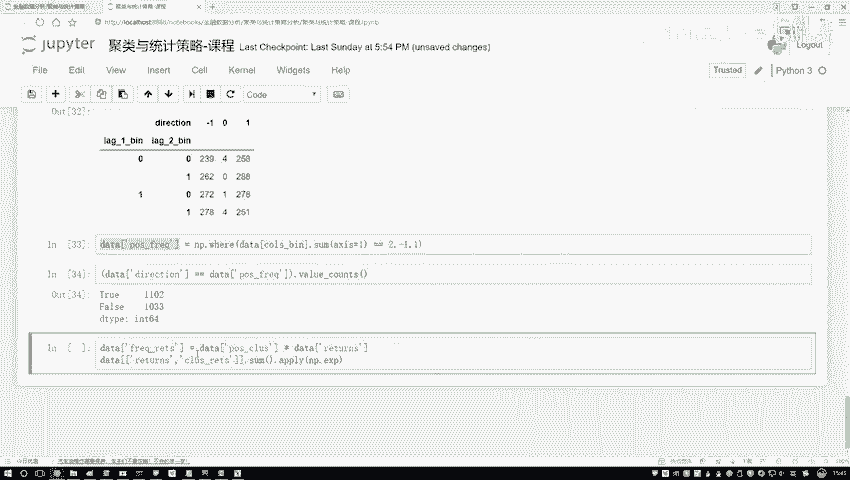 jupyter 聚类与统计策略-课程 Last Checkpoint: Last Sunday at 5:54 PM (unsaved changes)
Logout
File Edit View Insert Cell Kernel Widgets Help
Trusted Python 3
Code
Out[32]:
direction -1 0 1
lag_1_bin lag_2_bin
0 0 239 4 258
1 262 0 288
1 0 272 1 278
1 278 4 251
In [33] data['pos_freq'] = np.where(data[cols_bin].sum(axis=1) == 2,-1,1)
In [34] (data['direction'] == data['pos_freq']).value_counts()
Out[34]: True 1102
False 1033
dtype: int64
In [ ]: data['freq_rets'] = data['pos_clus'] * data['returns']
data[['returns','clus_rets']].sum().apply(np.exp)
15:45